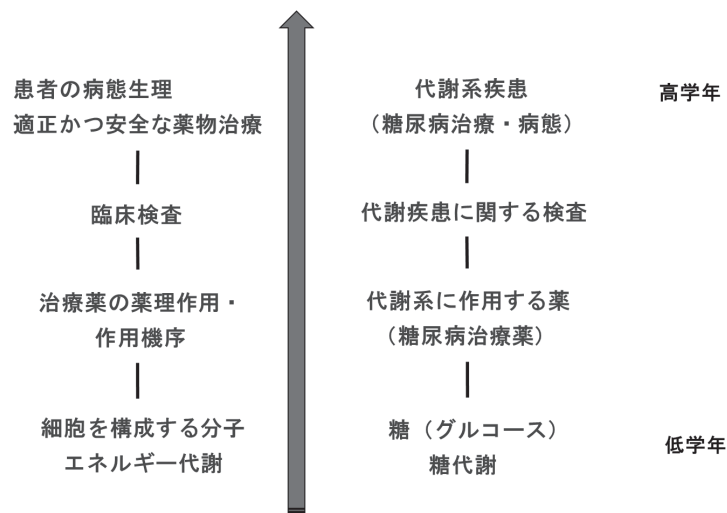 患者の病態生理
適正かつ安全な薬物治療
臨床検査
治療薬の薬理作用・
作用機序
細胞を構成する分子
エネルギー代謝
代謝系疾患
（糖尿病治療・病態）
代謝疾患に関する検査
代謝系に作用する薬
（糖尿病治療薬）
糖（グルコース）
糖代謝
高学年
低学年